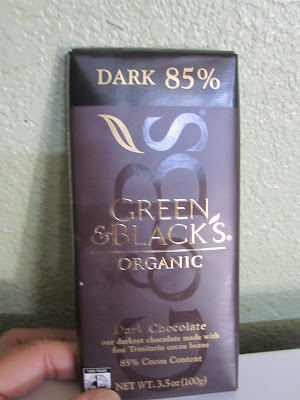 DARK 85%
G&B'S
GREEN
&BLACK'S®
ORGANIC
Dark Chocolate
our darkest chocolate made with
fine Trinitario cocoa beans
85% Cocoa Content
NET WT. 3.5oz (100g)